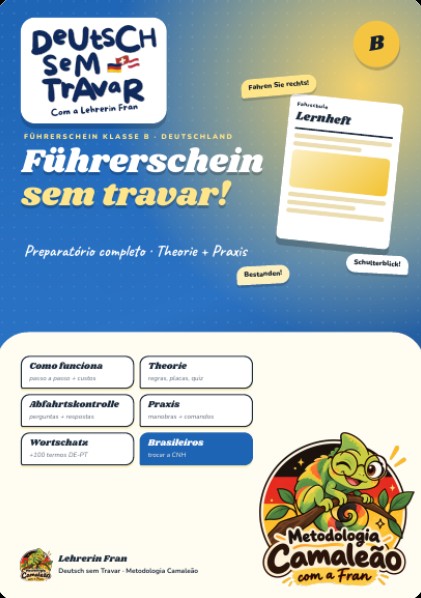 DeUtSCH
SeM
TrAVaR
Com a Lehrerin Fran
B
Fahren Sie rechts!
Fahrschule
Lernheft
FÜHRERSCHEIN KLASSE B · DEUTSCHLAND
Führerschein
sem travar!
Preparatório completo · Theorie + Praxis
Schulterblick!
Bestanden!
Como funciona
passo a passo + custos
Theorie
regras, placas, quiz
Abfahrtskontrolle
perguntas + respostas
Praxis
manobras + comandos
Wortschatz
+200 termos DE-PT
Brasileiros
trocar a CNH
Metodologia
Camaleão
com a Fran
Camaleão
Lehrerin Fran
Deutsch sem Travar · Metodologia Camaleão